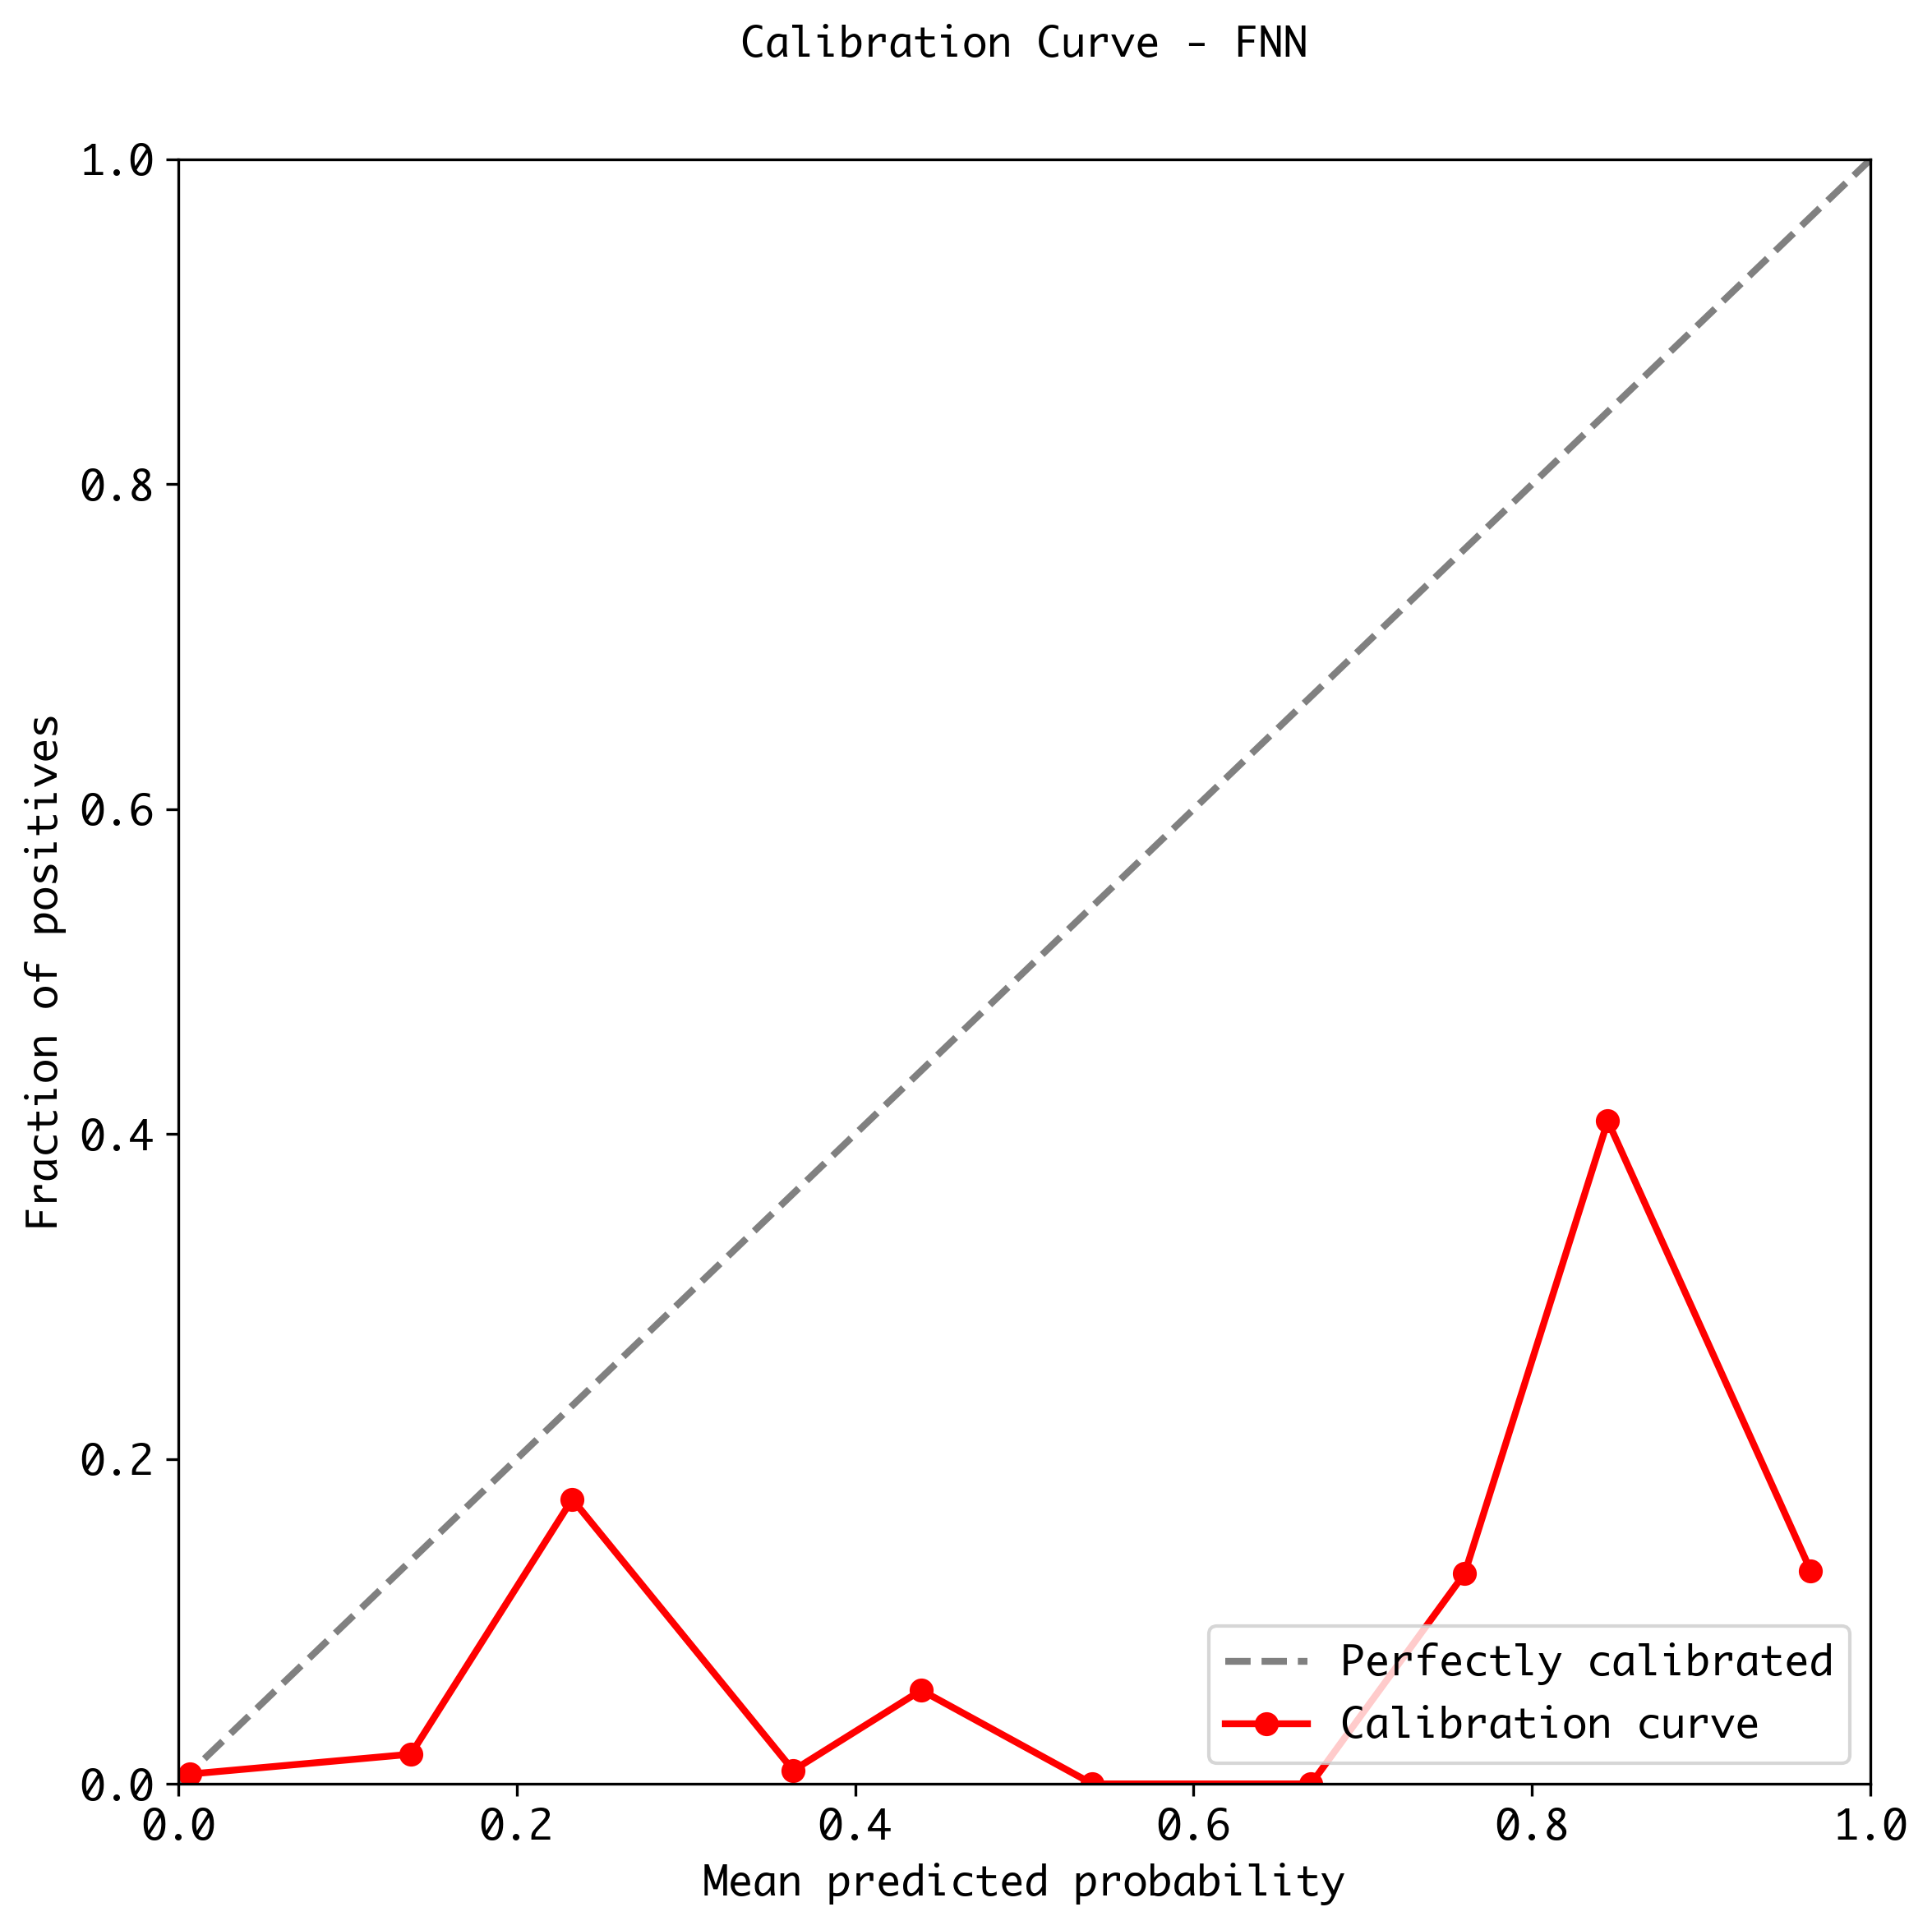 Calibration Curve - FNN
1.0
0.8
0.6
0.4
0.2
0.0
Fraction of positives
0.0 0.2 0.4 0.6 0.8 1.0
Mean predicted probability
Perfectly calibrated
Calibration curve